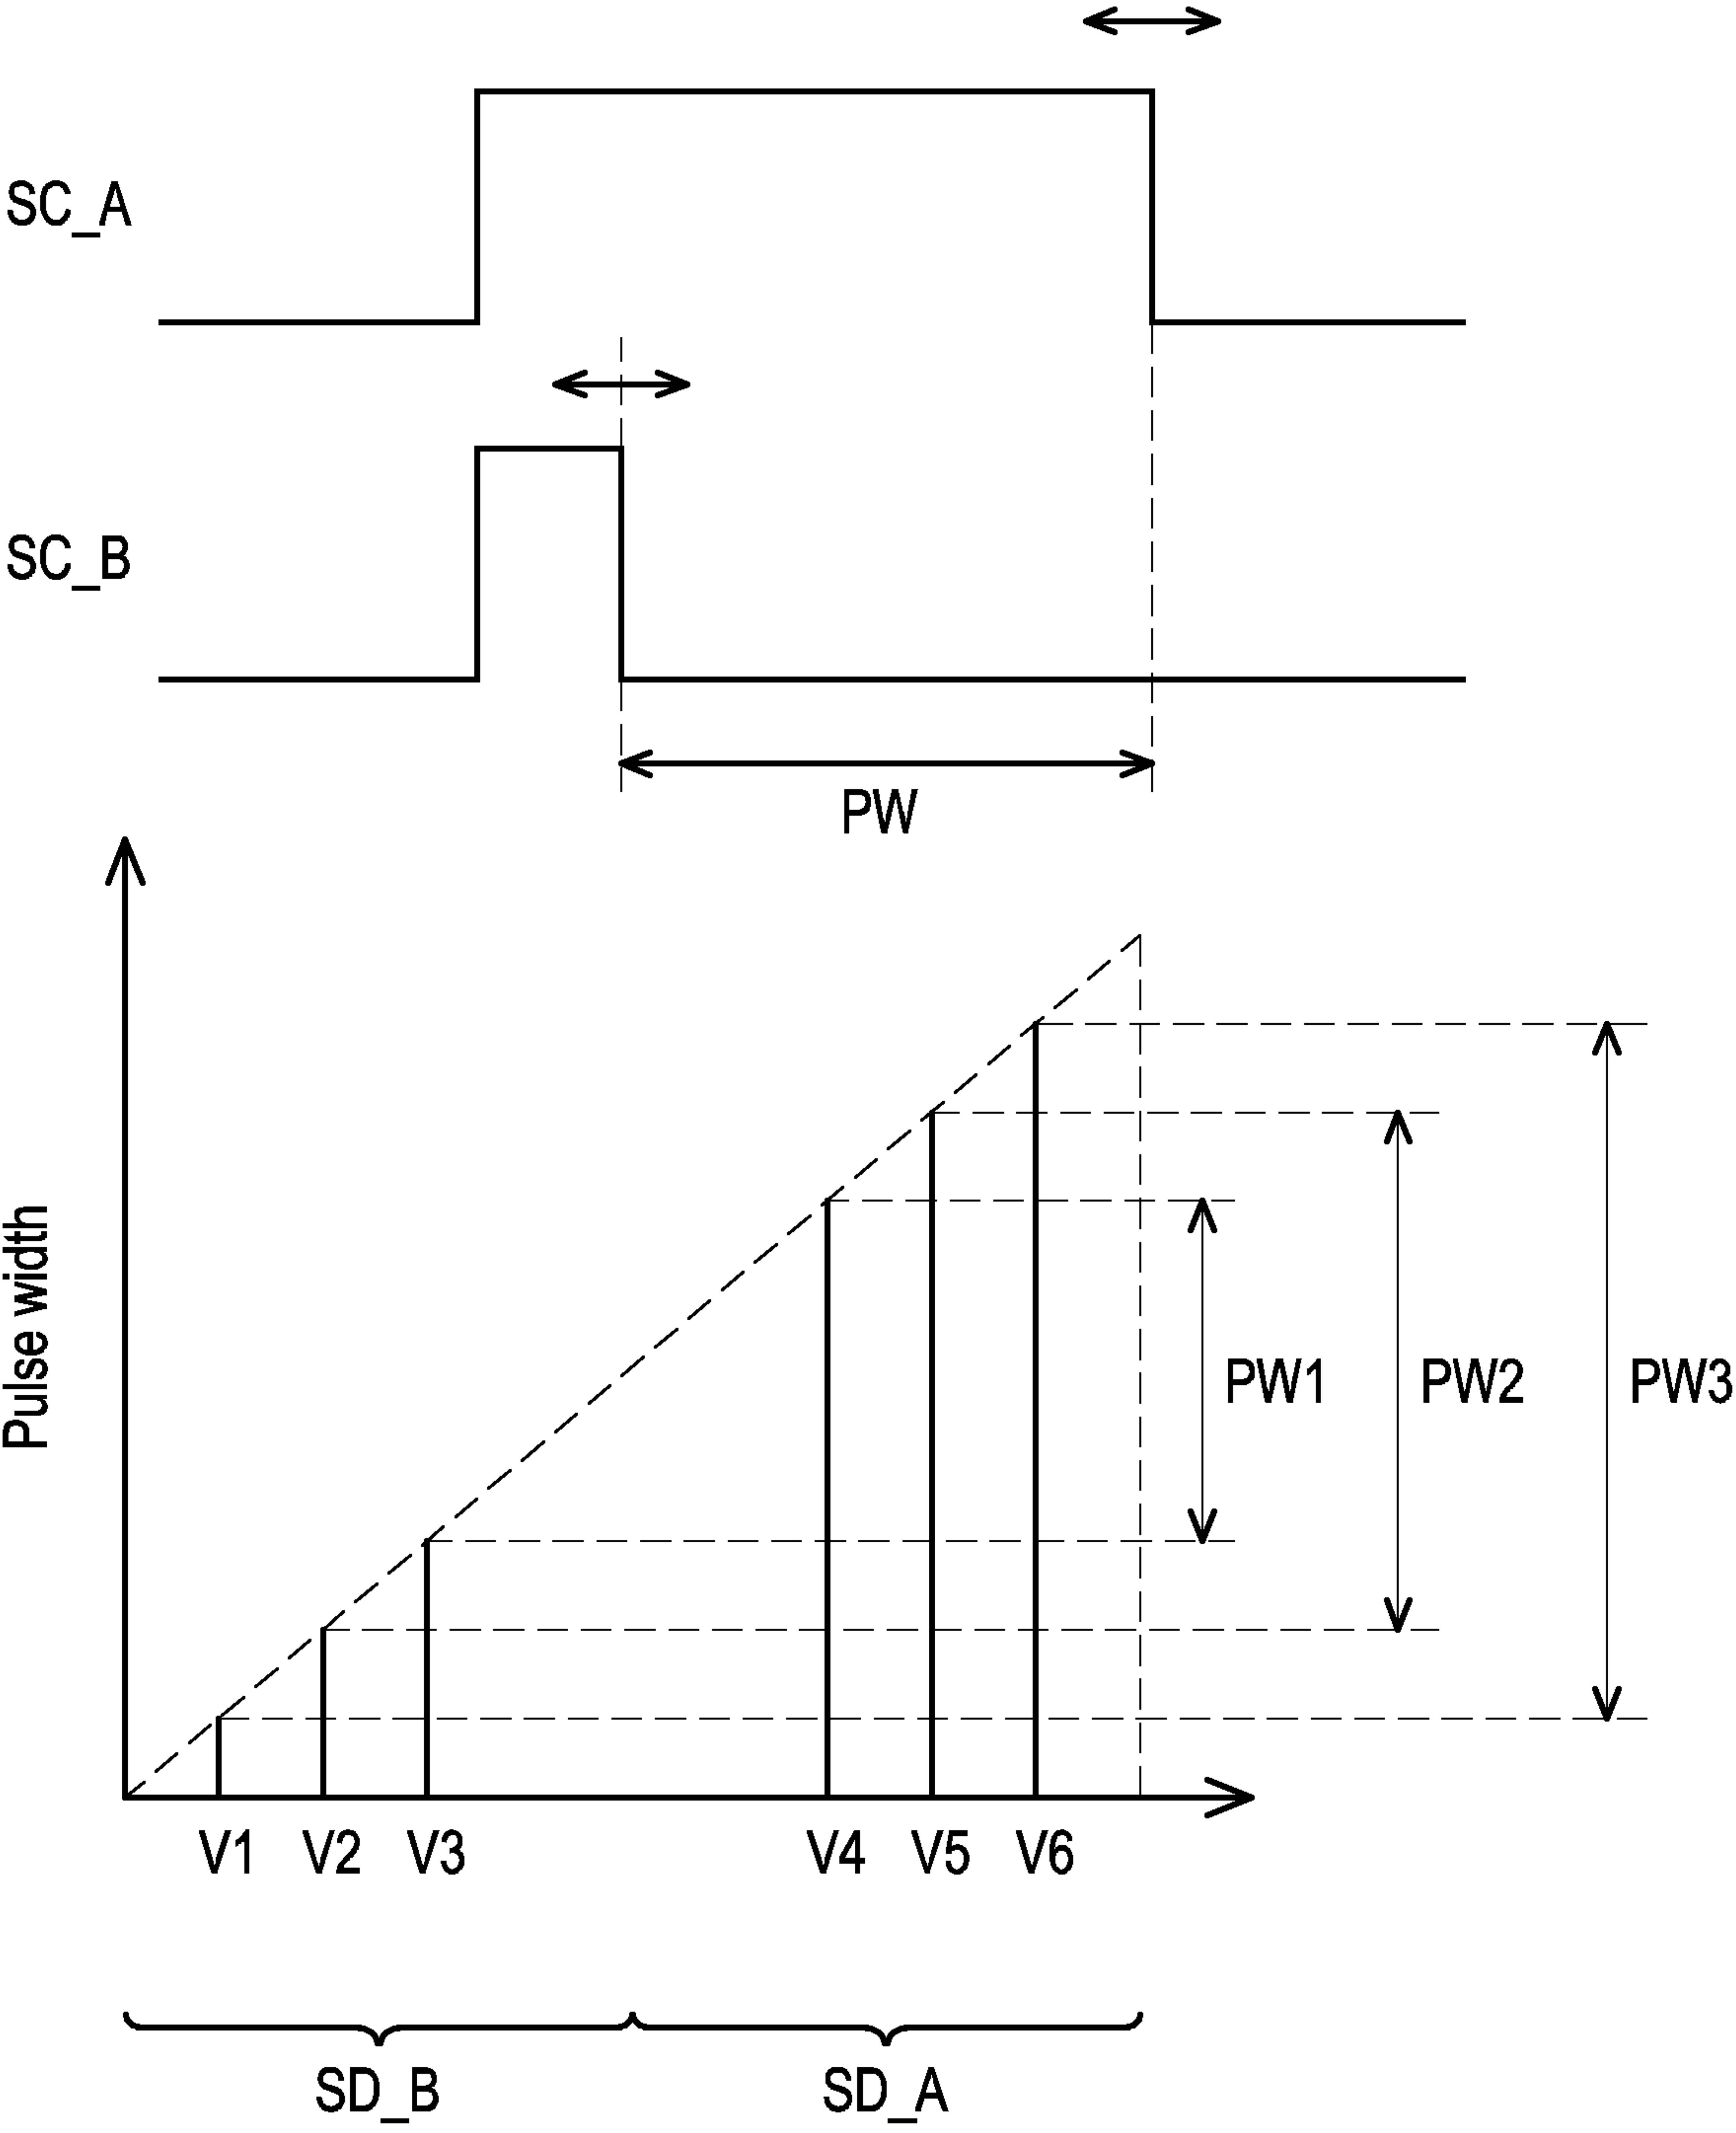 SC_A
SC_B
PW
Pulse width
PW1 PW2 PW3
V1 V2 V3 V4 V5 V6
SD_B SD_A